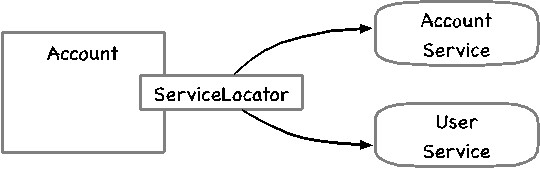 Account
ServiceLocator
Account
Service
User
Service